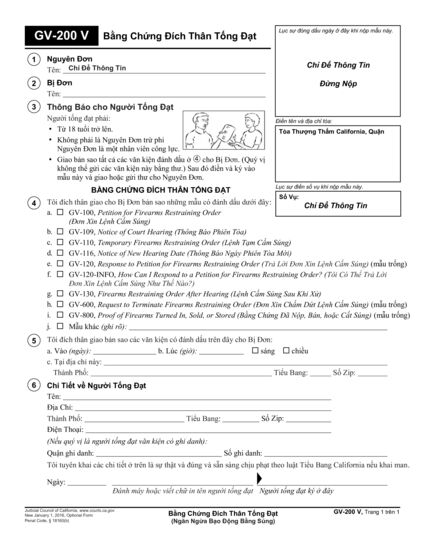 GV-200 V Bằng Chứng Đích Thân Tống Đạt
Lục sự đóng dấu ngày ở đây khi nộp mẫu này.
Chỉ Để Thông Tin
Đừng Nộp
Điền tên và địa chỉ tòa:
Tòa Thượng Thẩm California, Quận
Lục sự điền số vụ khi nộp mẫu này.
Số Vụ:
Chỉ Để Thông Tin
1 Nguyên Đơn
Tên: Chỉ Để Thông Tin
2 Bị Đơn
Tên:
3 Thông Báo cho Người Tống Đạt
Người tống đạt phải:
• Từ 18 tuổi trở lên.
• Không phải là Nguyên Đơn trừ phi
Nguyên Đơn là một nhân viên công lực.
• Giao bản sao tất cả các văn kiện đánh dấu ở 4 cho Bị Đơn. (Quý vị
không thể gửi các văn kiện này bằng thư.) Sau đó điền và ký vào
mẫu này và giao hoặc gửi thư cho Nguyên Đơn.
BẰNG CHỨNG ĐÍCH THÂN TỐNG ĐẠT
4 Tôi đích thân giao cho Bị Đơn bản sao những mẫu có đánh dấu dưới đây:
a. GV-100, Petition for Firearms Restraining Order
(Đơn Xin Lệnh Cấm Súng)
b. GV-109, Notice of Court Hearing (Thông Báo Phiên Tòa)
c. GV-110, Temporary Firearms Restraining Order (Lệnh Tạm Cấm Súng)
d. GV-116, Notice of New Hearing Date (Thông Báo Ngày Phiên Tòa Mới)
e. GV-120, Response to Petition for Firearms Restraining Order (Trả Lời Đơn Xin Lệnh Cấm Súng) (mẫu trống)
f. GV-120-INFO, How Can I Respond to a Petition for Firearms Restraining Order? (Tôi Có Thể Trả Lời
Đơn Xin Lệnh Cấm Súng Như Thế Nào?)
g. GV-130, Firearms Restraining Order After Hearing (Lệnh Cấm Súng Sau Khi Xử)
h. GV-600, Request to Terminate Firearms Restraining Order (Đơn Xin Chấm Dứt Lệnh Cấm Súng) (mẫu trống)
i. GV-800, Proof of Firearms Turned In, Sold, or Stored (Bằng Chứng Đã Nộp, Bán, hoặc Cất Súng) (mẫu trống)
j. Mẫu khác (ghi rõ):
5 Tôi đích thân giao bản sao các văn kiện có đánh dấu trên đây cho Bị Đơn:
a. Vào (ngày): b. Lúc (giờ): sáng chiều
c. Tại địa chỉ này:
Thành Phố: Tiểu Bang: Số Zip:
6 Chi Tiết về Người Tống Đạt
Tên:
Địa Chỉ:
Thành Phố: Tiểu Bang: Số Zip:
Điện Thoại:
(Nếu quý vị là người tống đạt văn kiện có ghi danh):
Quận ghi danh: Số ghi danh:
Tôi tuyên khai các chi tiết ở trên là sự thật và đúng và sẵn sàng chịu phạt theo luật Tiểu Bang California nếu khai man.
Ngày:
Đánh máy hoặc viết chữ in tên người tống đạt Người tống đạt ký ở đây
Judicial Council of California, www.courts.ca.gov
New January 1, 2016, Optional Form
Penal Code, § 18160(b)
Bằng Chứng Đích Thân Tống Đạt
(Ngăn Ngừa Bạo Động Bằng Súng)
GV-200 V, Trang 1 trên 1